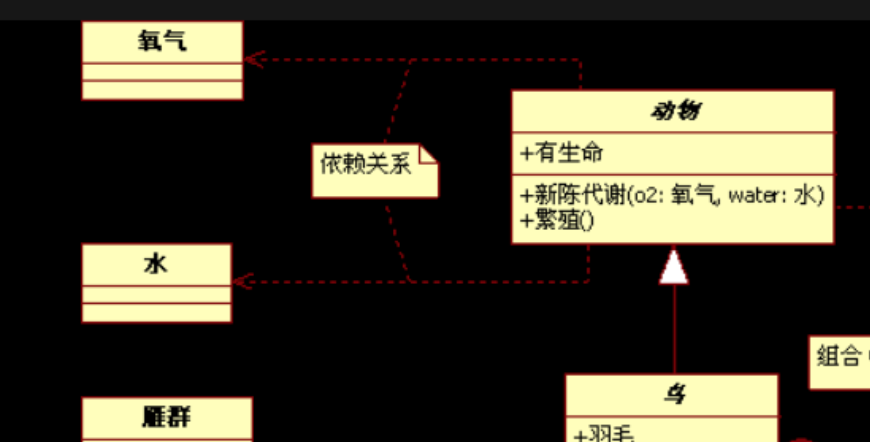 氧气
动物
+有生命
依赖关系
+新陈代谢(o2: 氧气, water: 水)
+繁殖()
水
组合
鸟
雁群
+羽毛